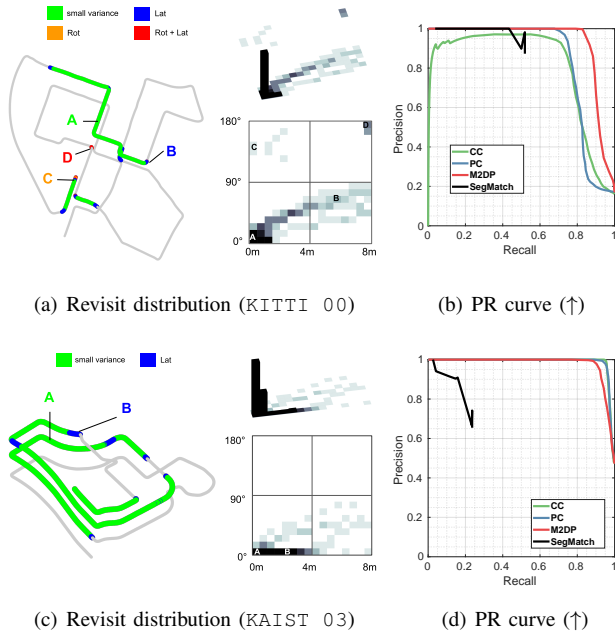 small variance
Lat
Rot
Rot + Lat
A
B
D
C
180°
90°
0°
C
D
B
A
0m
4m
8m
1
0.8
0.6
0.4
0.2
0
Precision
CC
PC
M2DP
SegMatch
0
0.2
0.4
0.6
0.8
1
Recall
(a) Revisit distribution (KITTI 00)
(b) PR curve (↑)
small variance
Lat
A
B
180°
90°
0°
A
B
0m
4m
8m
1
0.8
0.6
0.4
0.2
0
Precision
CC
PC
M2DP
SegMatch
0
0.2
0.4
0.6
0.8
1
Recall
(c) Revisit distribution (KAIST 03)
(d) PR curve (↑)